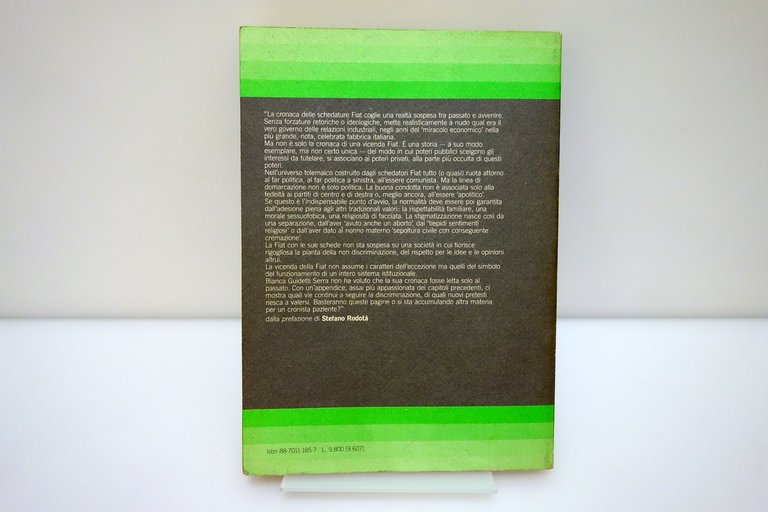 "La cronaca delle schedature Fiat coglie una realtà sospesa tra passato e avvenire.
Senza forzature retoriche o ideologiche, mette realisticamente a nudo qual era il
vero governo delle relazioni industriali, negli anni del 'miracolo economico' nella
più grande, nota, celebrata fabbrica italiana.
Ma non è solo la cronaca di una vicenda Fiat. È una storia — a suo modo
esemplare, ma non certo unica — del modo in cui poteri pubblici scelgono gli
interessi da tutelare, si associano ai poteri privati, alla parte più occulta di questi
poteri.
Nell'universo tolemaico costruito dagli schedatori Fiat tutto (o quasi) ruota attorno
al far politica, al far politica a sinistra, all'essere comunista. Ma la linea di
demarcazione non è solo politica. La buona condotta non è associata solo alla
fedeltà ai partiti di centro e di destra o, meglio ancora, all'essere 'apolitico'.
Se questo è l'indispensabile punto d'avvio, la normalità deve essere poi garantita
dall'adesione piena agli altri tradizionali valori: la rispettabilità familiare, una
morale sessuofobica, una religiosità di facciata. La stigmatizzazione nasce così da
una separazione, dall'aver 'avuto anche un aborto', dai 'tiepidi sentimenti
religiosi' o dall'aver dato al nonno materno 'sepoltura civile con conseguente
cremazione'.
La Fiat con le sue schede non sta sospesa su una società in cui fiorisce
rigogliosa la pianta della non discriminazione, del rispetto per le idee e le opinioni
altrui.
La vicenda della Fiat non assume i caratteri dell'eccezione ma quelli del simbolo
del funzionamento di un intero sistema istituzionale.
Bianca Guidetti Serra non ha voluto che la sua cronaca fosse letta solo al
passato. Con un'appendice, assai più appassionata dei capitoli precedenti, ci
mostra quali vie continui a seguire la discriminazione, di quali nuovi pretesti
riesca a valersi. Basteranno queste pagine o si sta accumulando altra materia
per un cronista paziente?"
dalla prefazione di Stefano Rodotà
Isbn 88-7011-185-7 L. 9.800 (9.607)